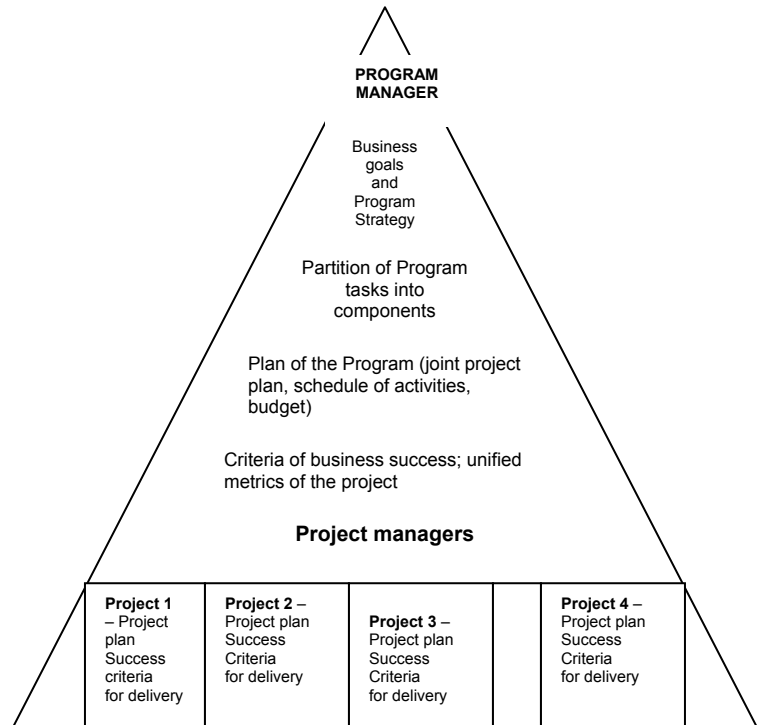 PROGRAM
MANAGER
Business
goals
and
Program
Strategy
Partition of Program
tasks into
components
Plan of the Program (joint project
plan, schedule of activities,
budget)
Criteria of business success; unified
metrics of the project
Project managers
Project 1
– Project
plan
Success
criteria
for delivery
Project 2 –
Project plan
Success
Criteria
for delivery
Project 3 –
Project plan
Success
Criteria
for delivery
Project 4 –
Project plan
Success
Criteria
for delivery